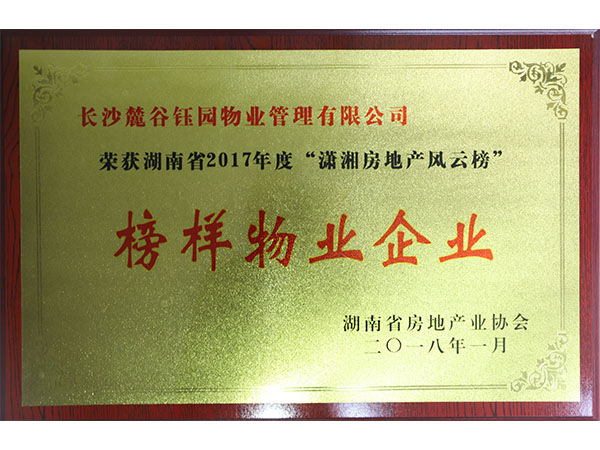 长沙麓谷钰园物业管理有限公司
荣获湖南省2017年度“潇湘房地产风云榜”
榜样物业企业
湖南省房地产业协会
二〇一八年一月